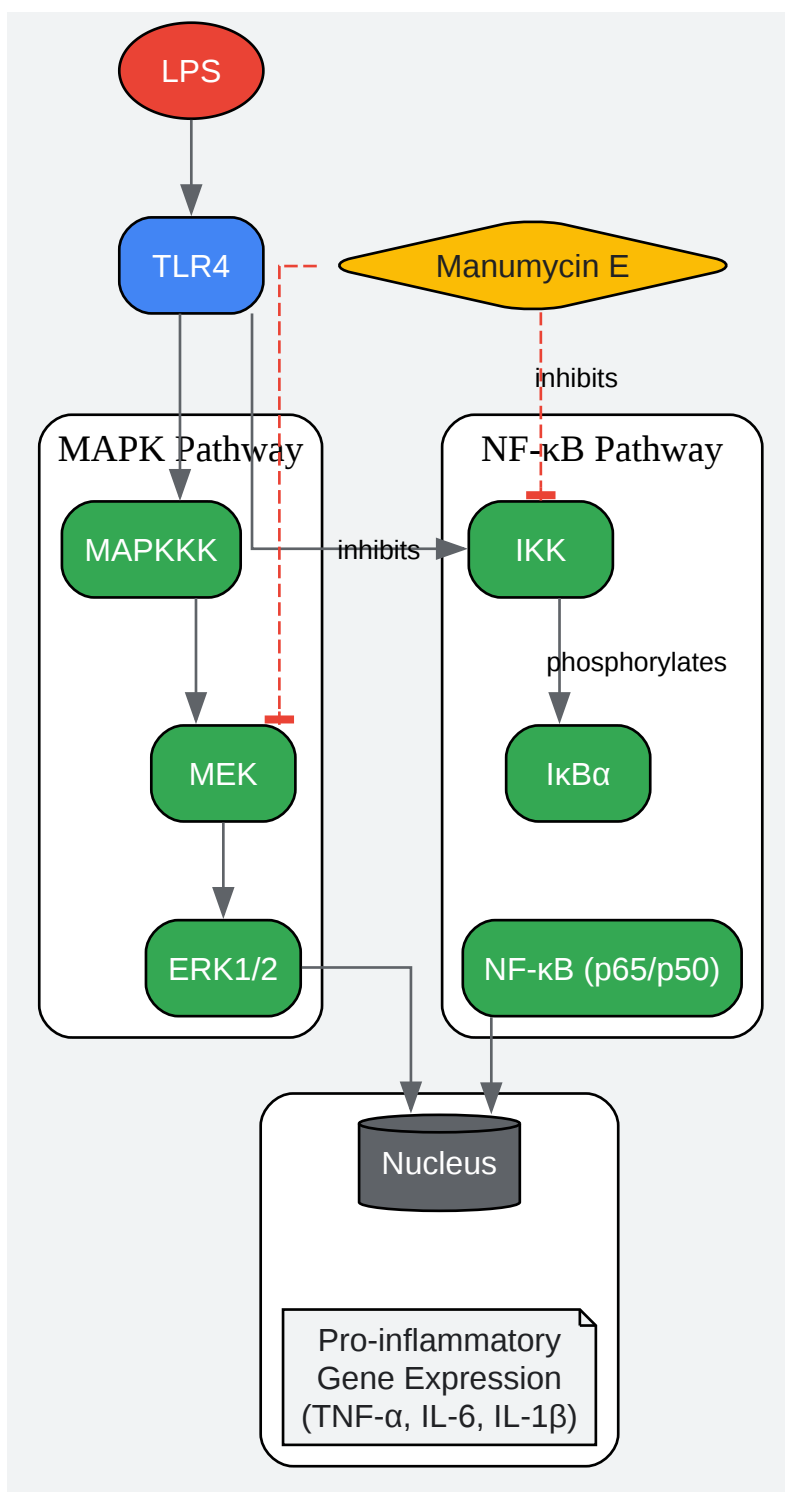 LPS
TLR4
Manumycin E
inhibits
MAPK Pathway
NF-κB Pathway
MAPKKK
inhibits
IKK
phosphorylates
MEK
IκBα
ERK1/2
NF-κB (p65/p50)
Nucleus
Pro-inflammatory
Gene Expression
(TNF-α, IL-6, IL-1β)